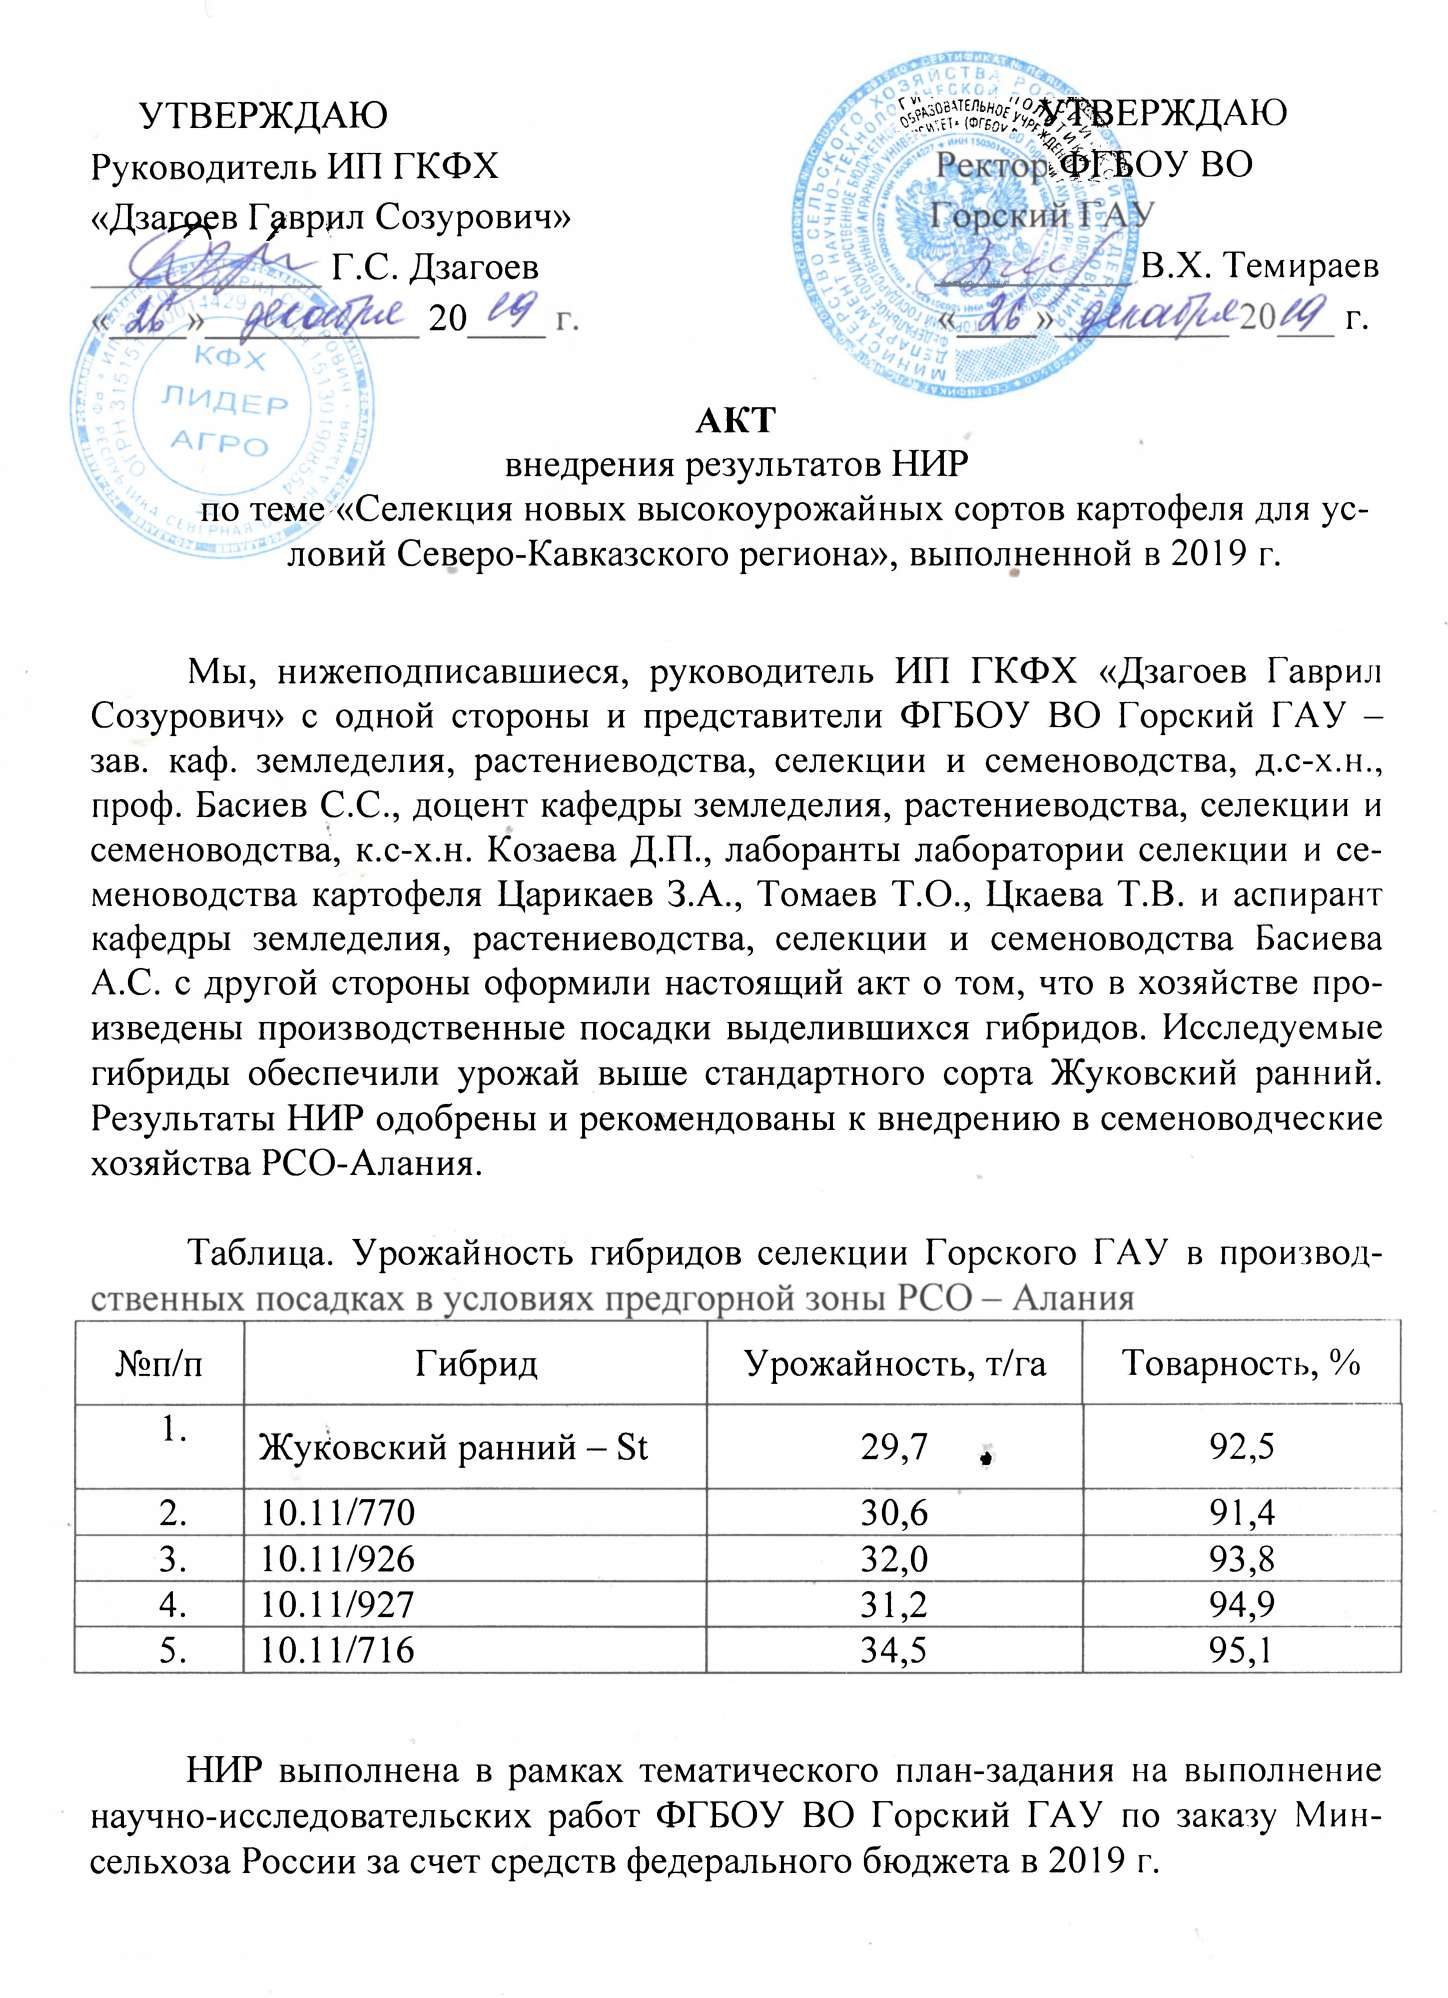 УТВЕРЖДАЮ
Руководитель ИП ГКФХ
«Дзагоев Гаврил Созурович»
Г.С. Дзагоев
« 26 » декабря 20 19 г.
УТВЕРЖДАЮ
Ректор ФГБОУ ВО
Горский ГАУ
В.Х. Темираев
« 26 » декабря 20 19 г.
КФХ
ЛИДЕР
АГРО
АКТ
внедрения результатов НИР
по теме «Селекция новых высокоурожайных сортов картофеля для ус-
ловий Северо-Кавказского региона», выполненной в 2019 г.
Мы, нижеподписавшиеся, руководитель ИП ГКФХ «Дзагоев Гаврил
Созурович» с одной стороны и представители ФГБОУ ВО Горский ГАУ –
зав. каф. земледелия, растениеводства, селекции и семеноводства, д.с-х.н.,
проф. Басиев С.С., доцент кафедры земледелия, растениеводства, селекции и
семеноводства, к.с-х.н. Козаева Д.П., лаборанты лаборатории селекции и се-
меноводства картофеля Царикаев З.А., Томаев Т.О., Цкаева Т.В. и аспирант
кафедры земледелия, растениеводства, селекции и семеноводства Басиева
А.С. с другой стороны оформили настоящий акт о том, что в хозяйстве про-
изведены производственные посадки выделившихся гибридов. Исследуемые
гибриды обеспечили урожай выше стандартного сорта Жуковский ранний.
Результаты НИР одобрены и рекомендованы к внедрению в семеноводческие
хозяйства РСО-Алания.
Таблица. Урожайность гибридов селекции Горского ГАУ в производ-
ственных посадках в условиях предгорной зоны РСО – Алания
№п/п Гибрид Урожайность, т/га Товарность, %
1. Жуковский ранний – St 29,7 92,5
2. 10.11/770 30,6 91,4
3. 10.11/926 32,0 93,8
4. 10.11/927 31,2 94,9
5. 10.11/716 34,5 95,1
НИР выполнена в рамках тематического план-задания на выполнение
научно-исследовательских работ ФГБОУ ВО Горский ГАУ по заказу Мин-
сельхоза России за счет средств федерального бюджета в 2019 г.